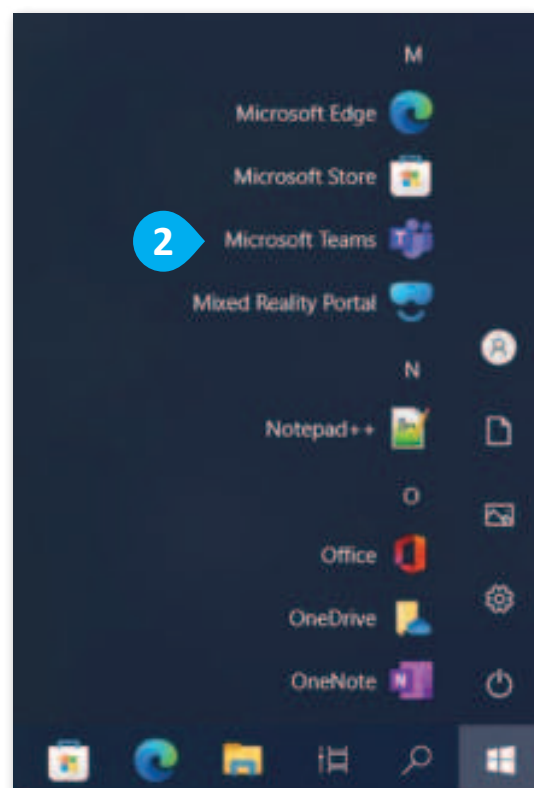 M
Microsoft Edge
Microsoft Store
2
Microsoft Teams
Mixed Reality Portal
N
Notepad++
O
Office
OneDrive
OneNote